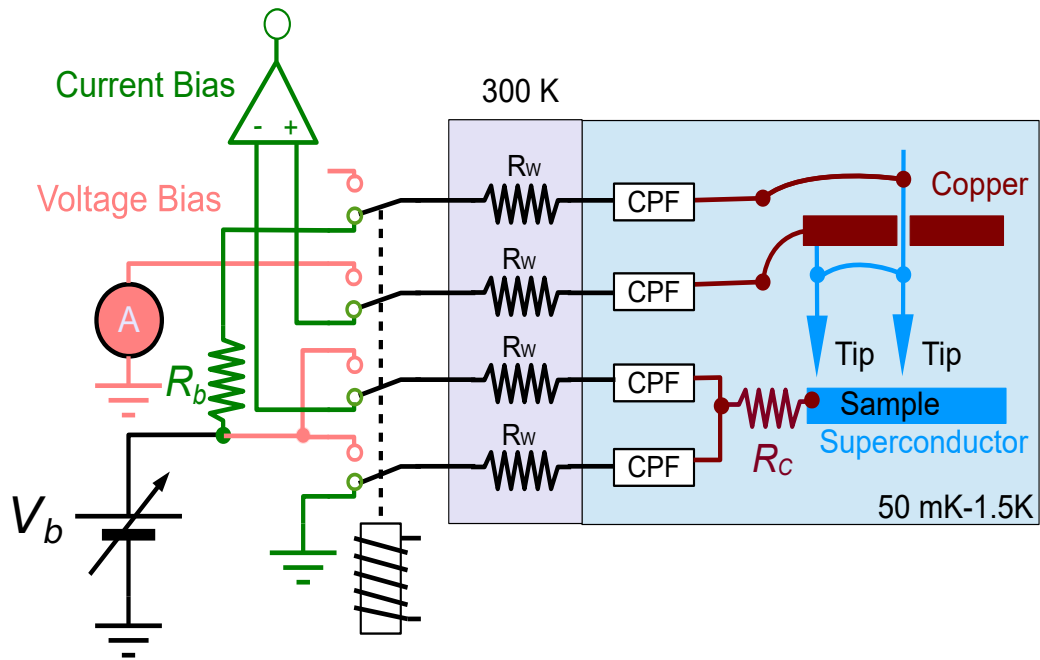 Current Bias
- +
300 K
Voltage Bias
RW
CPF
Copper
RW
CPF
A
Tip Tip
RW
CPF
Rb
Sample
Superconductor
RC
RW
CPF
Vb
50 mK-1.5K